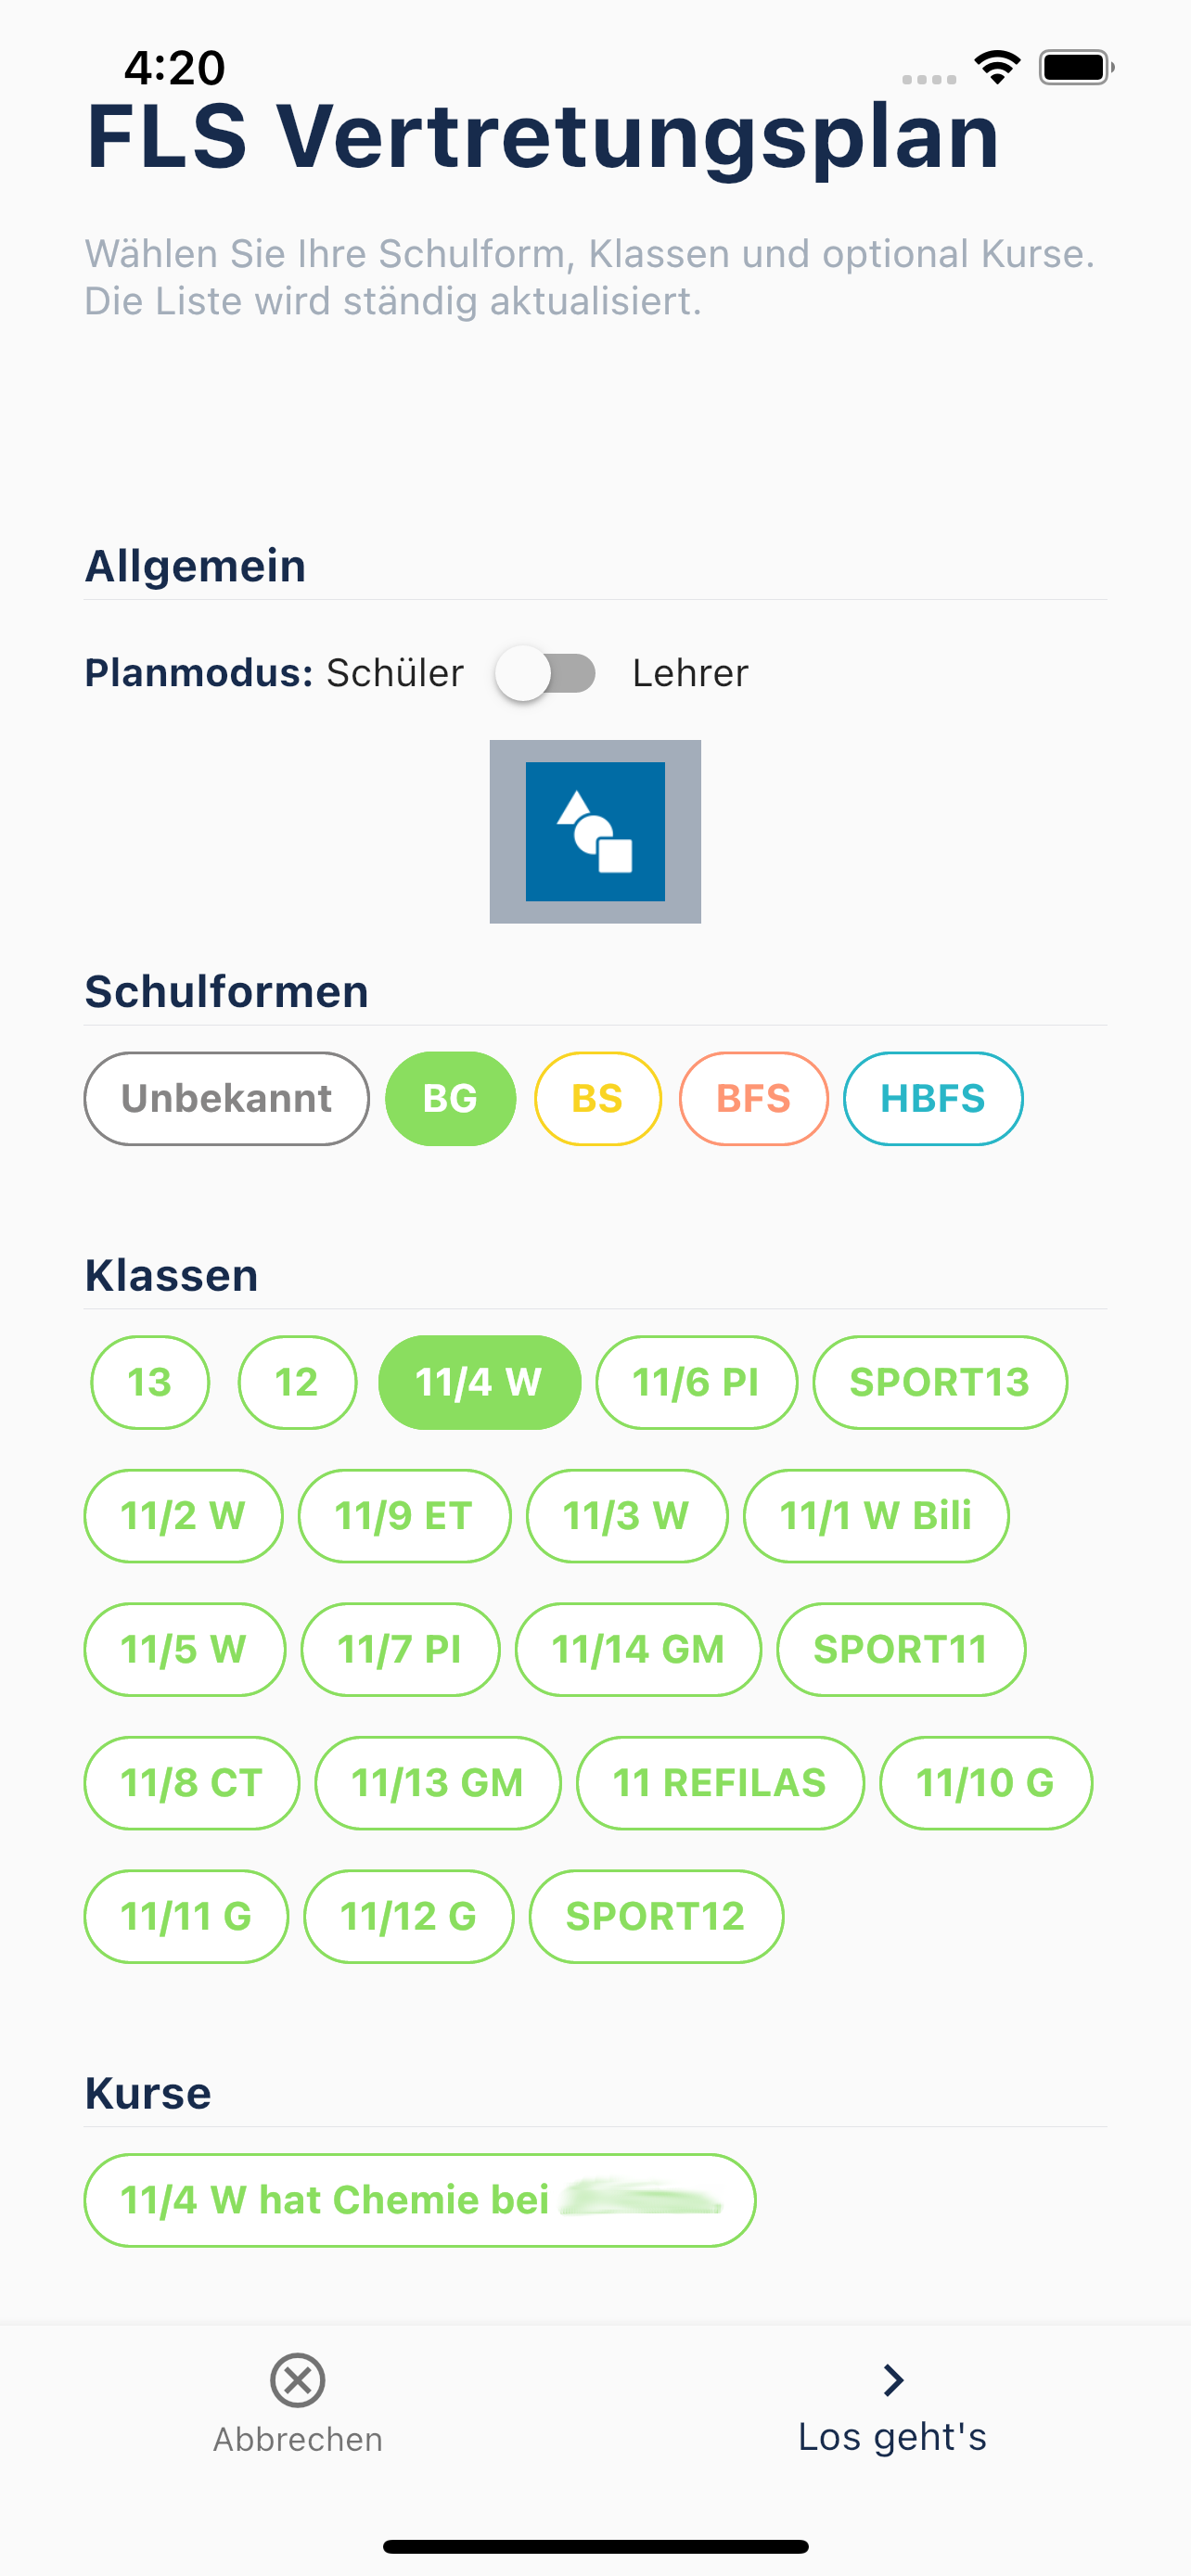 4:20
FLS Vertretungsplan
Wählen Sie Ihre Schulform, Klassen und optional Kurse.
Die Liste wird ständig aktualisiert.
Allgemein
Planmodus: Schüler Lehrer
Schulformen
Unbekannt BG BS BFS HBFS
Klassen
13 12 11/4 W 11/6 PI SPORT13
11/2 W 11/9 ET 11/3 W 11/1 W Bili
11/5 W 11/7 PI 11/14 GM SPORT11
11/8 CT 11/13 GM 11 REFILAS 11/10 G
11/11 G 11/12 G SPORT12
Kurse
11/4 W hat Chemie bei
Abbrechen Los geht's